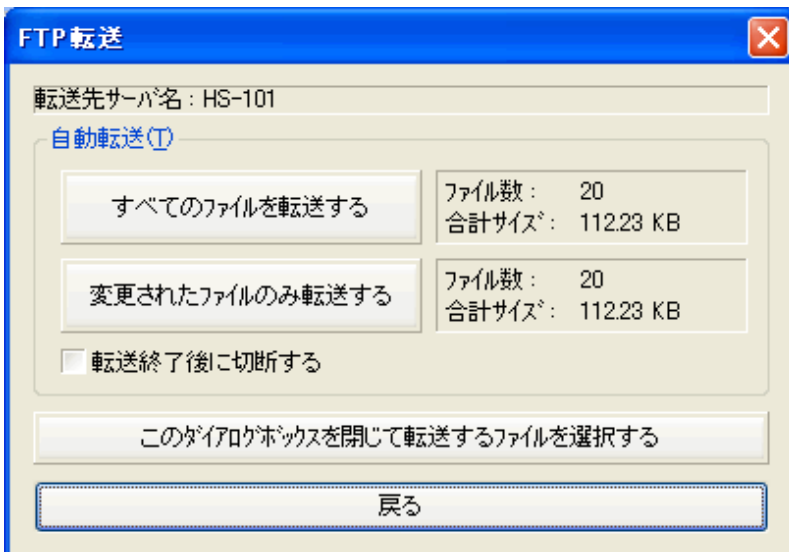 FTP転送
転送先ｻｰﾊﾞ名 : HS-101
自動転送(T)
すべてのﾌｧｲﾙを転送する
ﾌｧｲﾙ数 : 20
合計ｻｲｽﾞ : 112.23 KB
変更されたﾌｧｲﾙのみ転送する
ﾌｧｲﾙ数 : 20
合計ｻｲｽﾞ : 112.23 KB
転送終了後に切断する
このﾀﾞｲｱﾛｸﾞﾎﾞｯｸｽを閉じて転送するﾌｧｲﾙを選択する
戻る